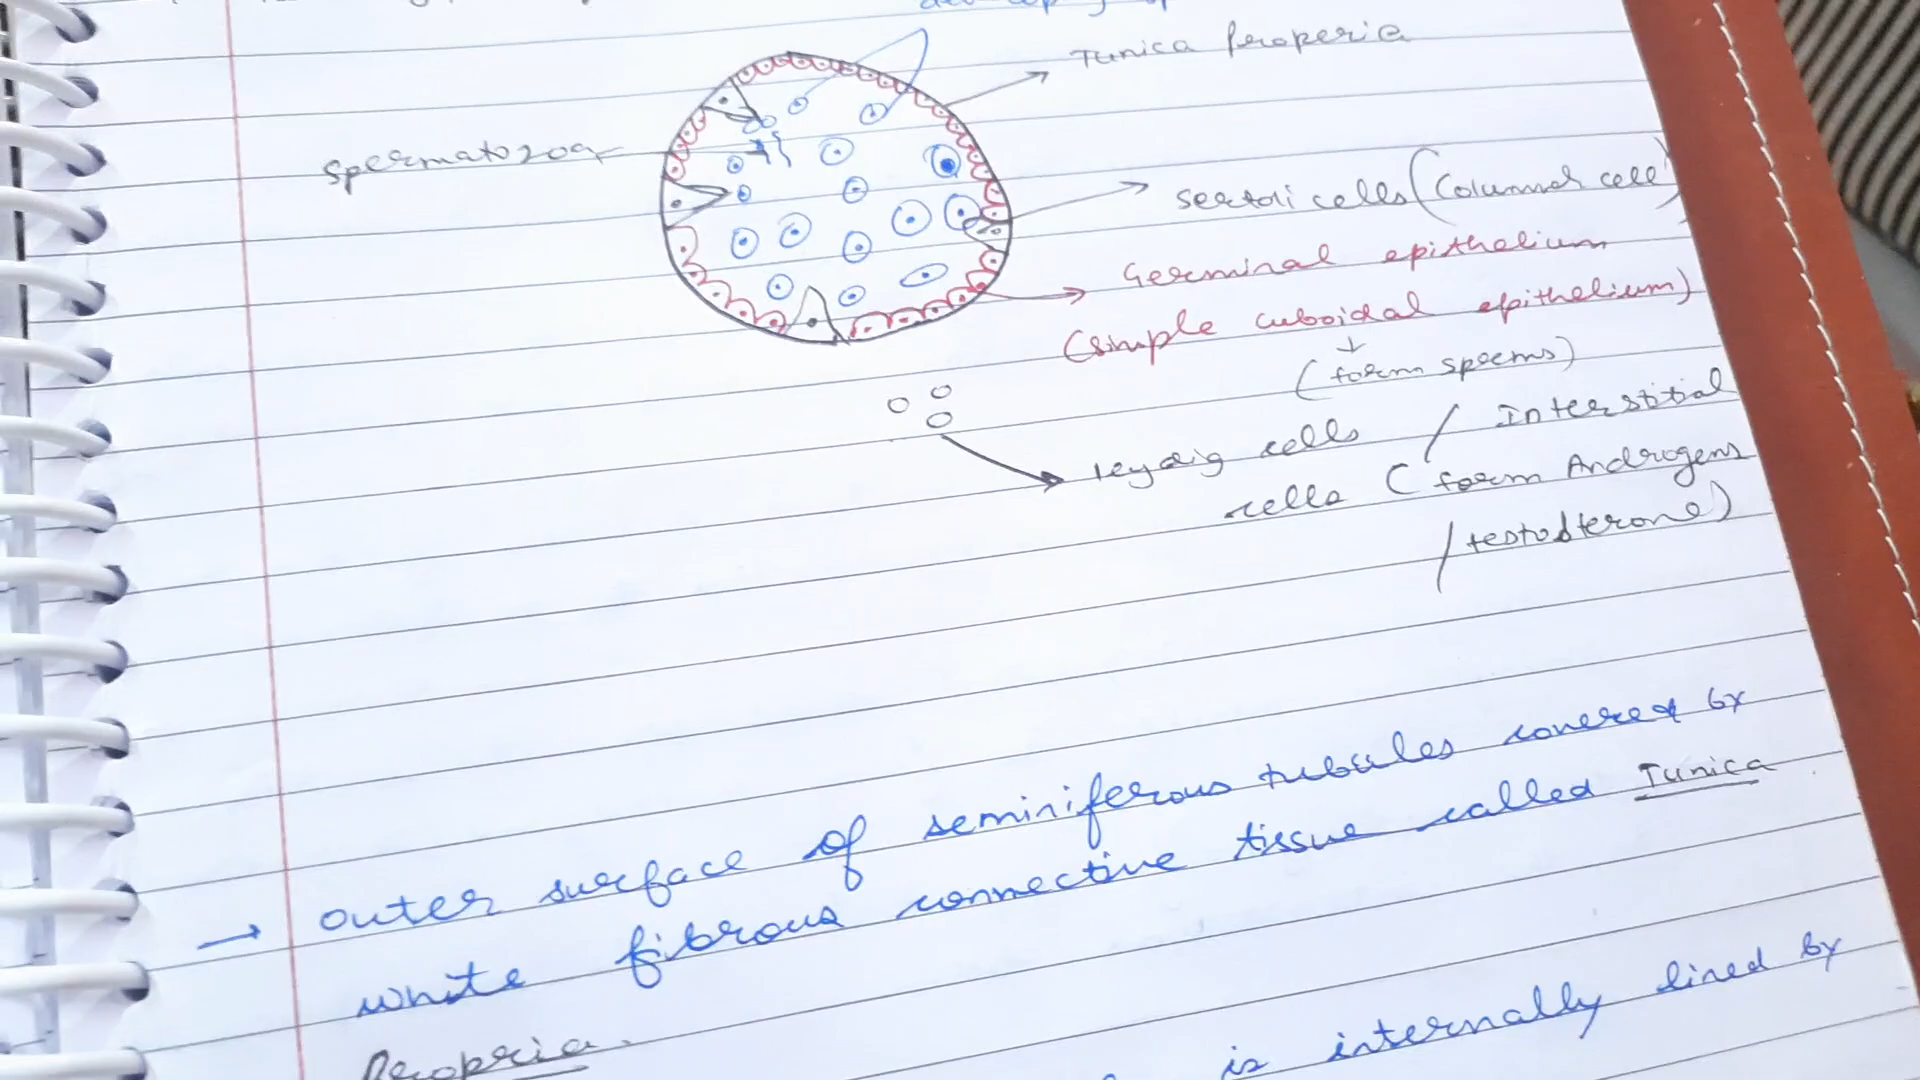 Tunica Properia
Spermatozoa
Sertoli cells (Columnar cell)
Germinal epithelium
(simple cuboidal epithelium)
(form sperms)
leydig cells / Interstitial
cells (form Androgens
/ testosterone)
→ outer surface of seminiferous tubules covered by
white fibrous connective tissue called Tunica
Propria.
is internally lined by